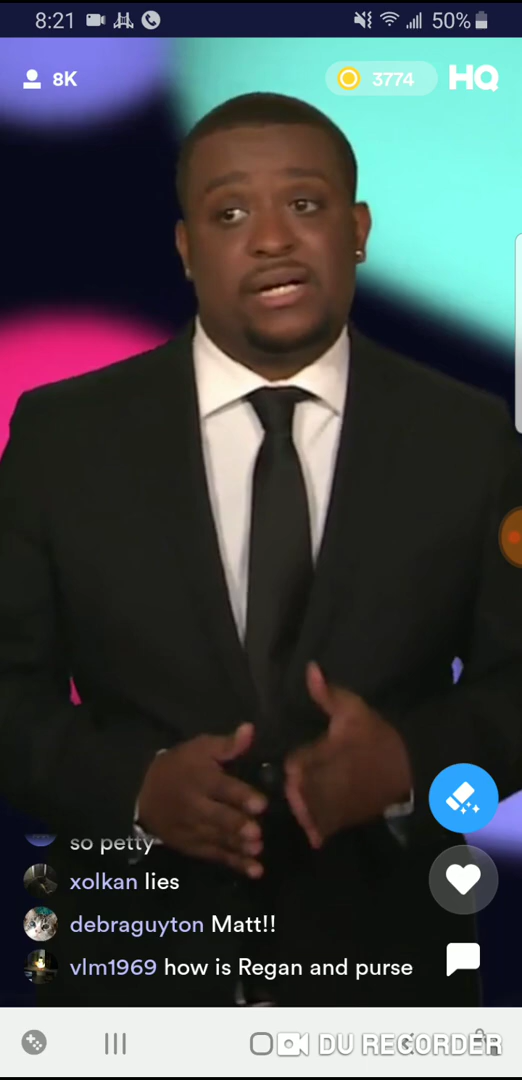 8:21
50%
8K
3774
HQ
so petty
xolkan lies
debraguyton Matt!!
vlm1969 how is Regan and purse
DU RECORDER